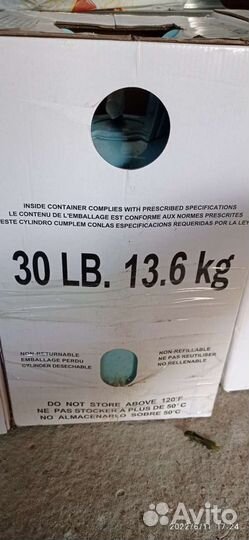 INSIDE CONTAINER COMPLIES WITH PRESCRIBED SPECIFICATIONS
LE CONTENU DE L'EMBALLAGE EST CONFORME AUX NORMES PRESCRITES
ESTE CYLINDRO CUMPLEM CONLAS ESPECIFICACIONES REQUERIDAS POR LA LEY
30 LB. 13.6 kg
NON-RETURNABLE
EMBALLAGE PERDU
CYLINDER DESECHABLE
NON-REFILLABLE
NE PAS REUTILISER
NO RELLENABLE
DO NOT STORE ABOVE 120°F
NE PAS STOCKER A PLUS DE 50°C
NO ALMACENARLO SOBRE 50°C
2022/6/11 17:24
Avito